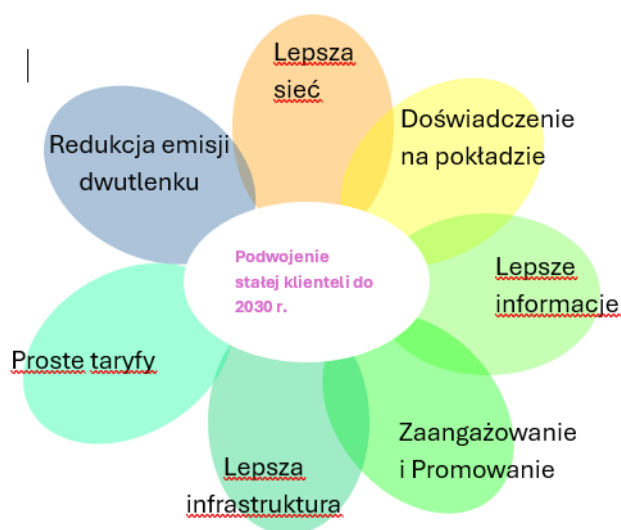 Lepsza
sieć
Doświadczenie
na pokładzie
Redukcja emisji
dwutlenku
Podwojenie
stałej klienteli do
2030 r.
Lepsze
informacje
Proste taryfy
Zaangażowanie
i Promowanie
Lepsza
infrastruktura